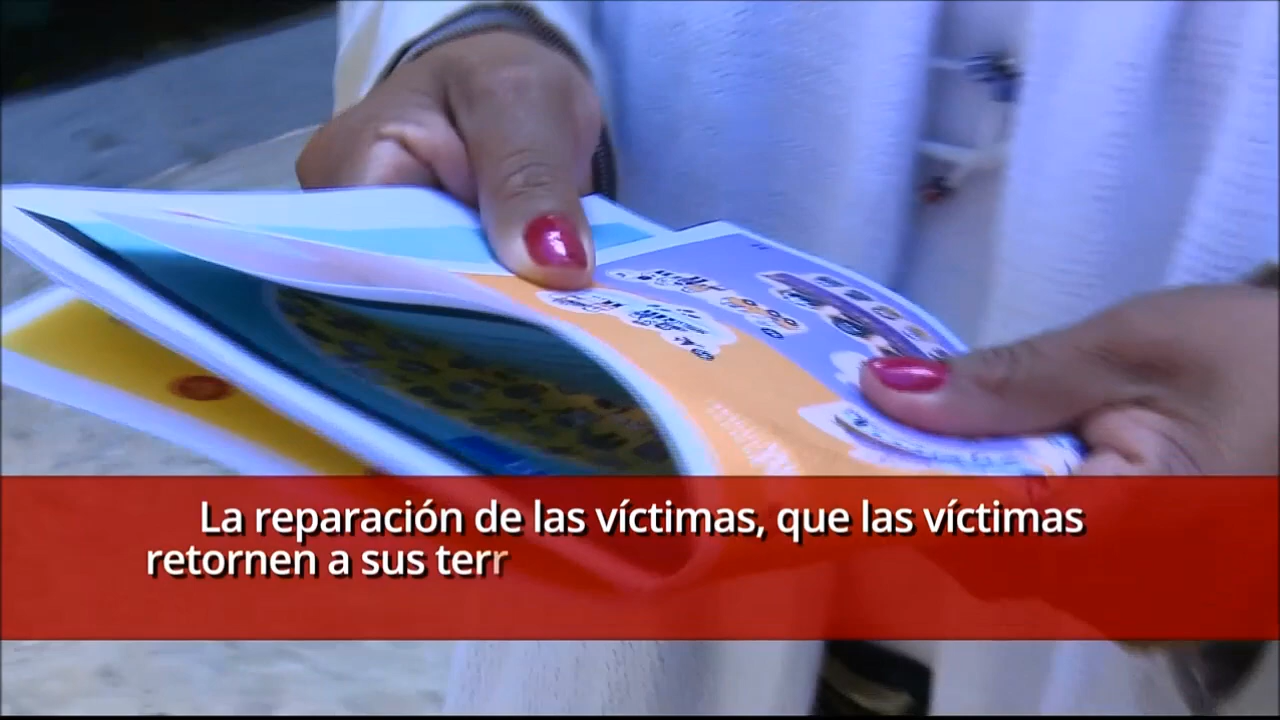 La reparación de las víctimas, que las víctimas
retornen a sus terr